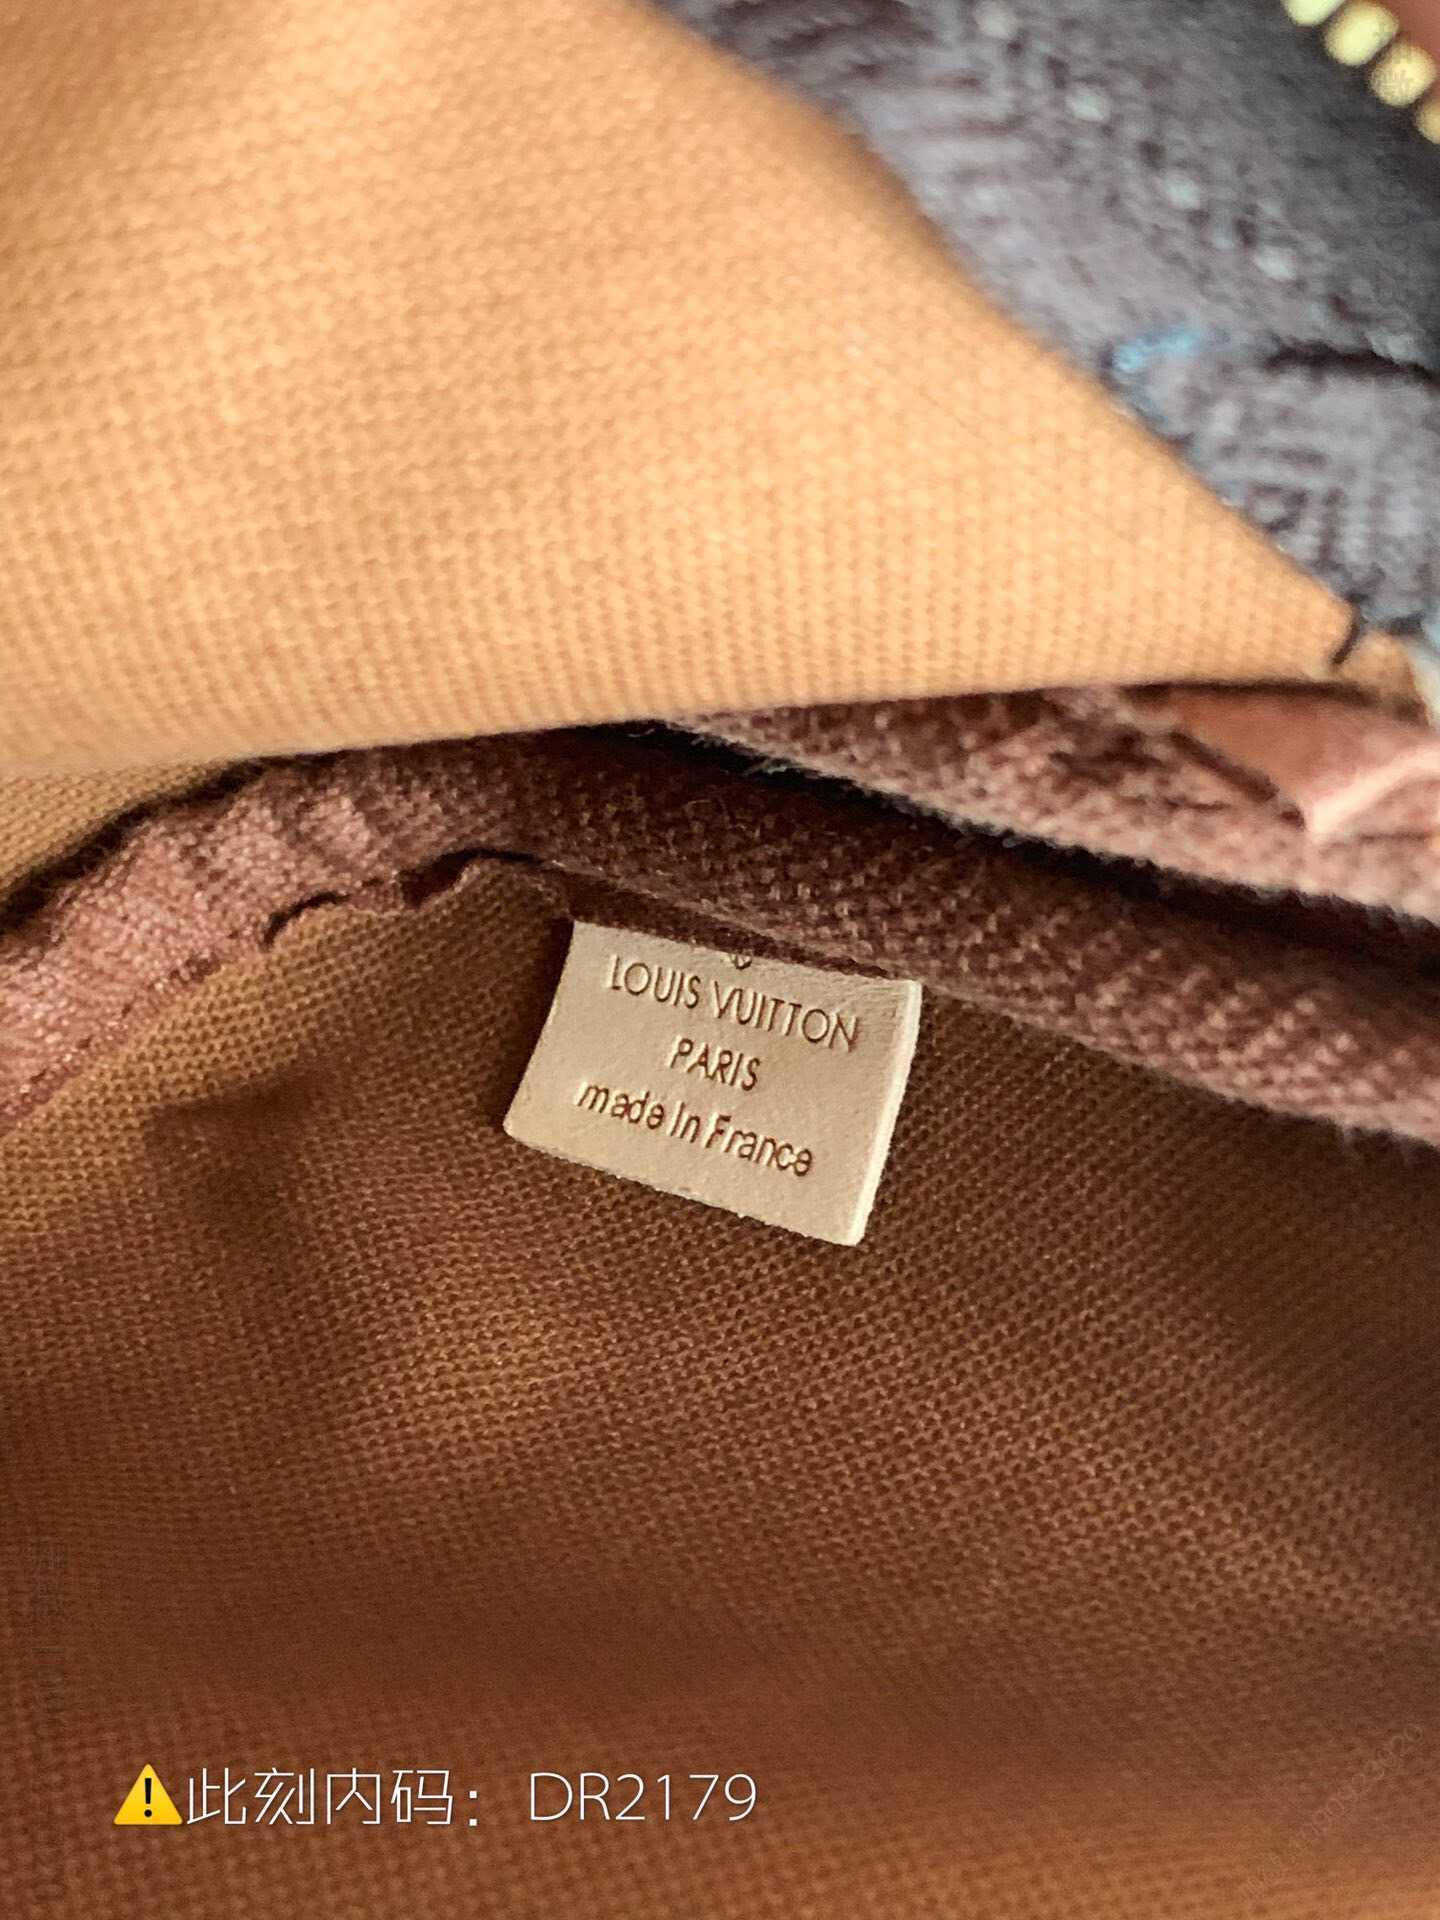 LOUIS VUITTON
PARIS
made in France
⚠️此刻内码：DR2179